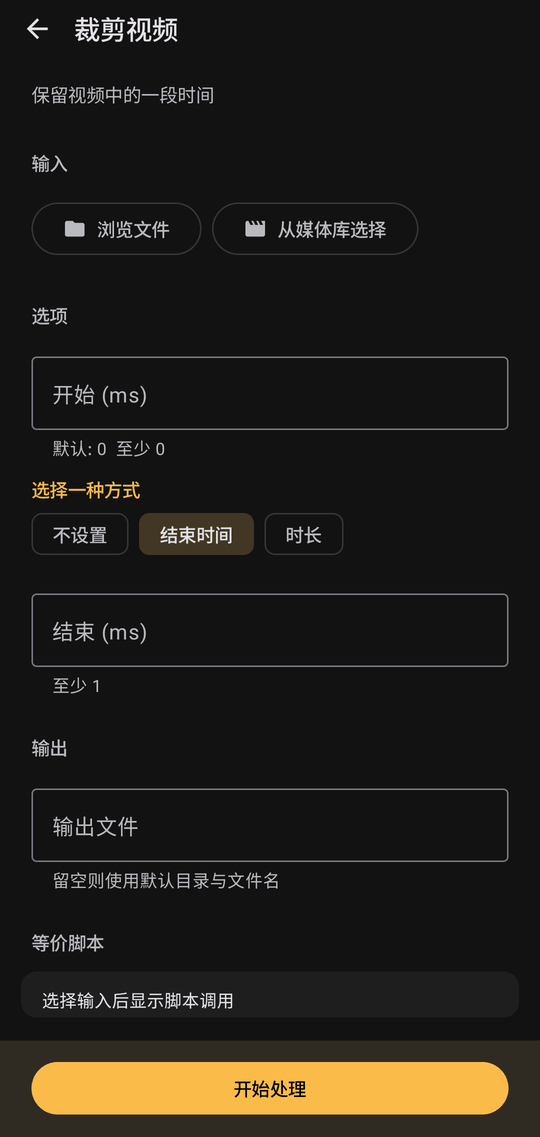 裁剪视频
保留视频中的一段时间
输入
浏览文件
从媒体库选择
选项
开始 (ms)
默认: 0 至少 0
选择一种方式
不设置
结束时间
时长
结束 (ms)
至少 1
输出
输出文件
留空则使用默认目录与文件名
等价脚本
选择输入后显示脚本调用
开始处理